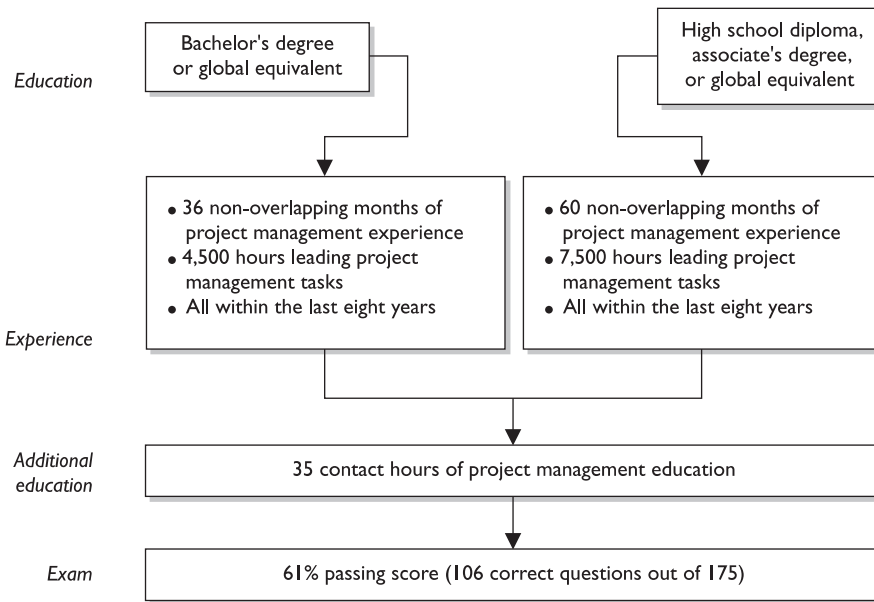 Education
Bachelor's degree
or global equivalent
High school diploma,
associate's degree,
or global equivalent
Experience
• 36 non-overlapping months of
project management experience
• 4,500 hours leading project
management tasks
• All within the last eight years
• 60 non-overlapping months of
project management experience
• 7,500 hours leading project
management tasks
• All within the last eight years
Additional
education
35 contact hours of project management education
Exam
61% passing score (106 correct questions out of 175)